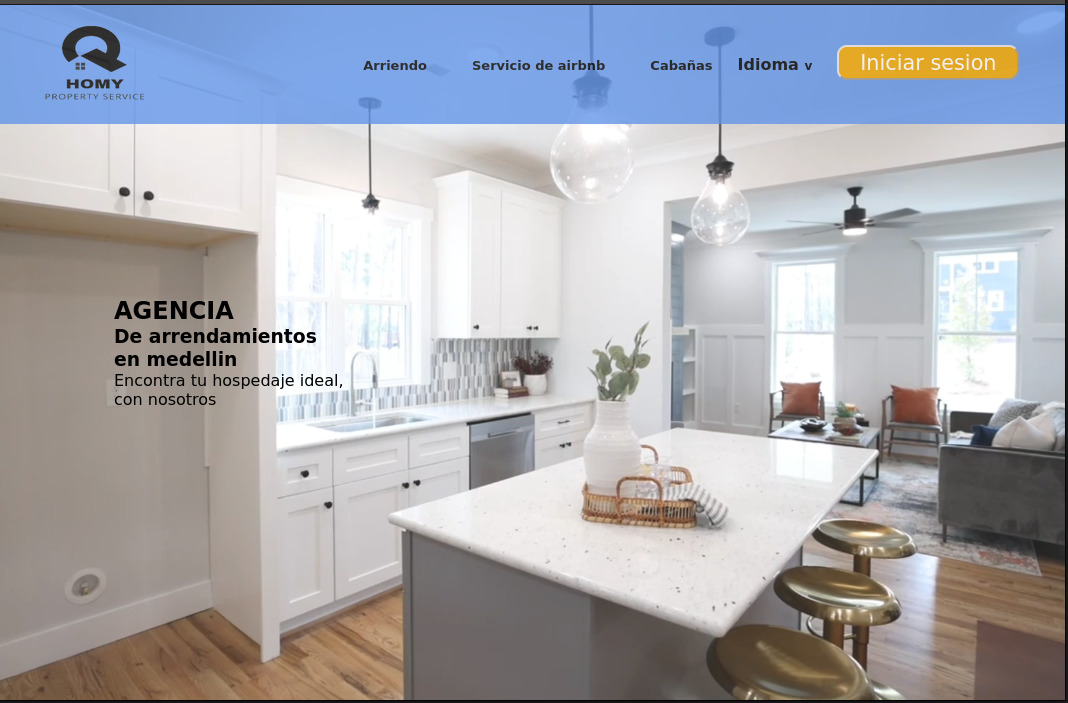 HOMY
PROPERTY SERVICE
Arriendo
Servicio de airbnb
Cabañas
Idioma v
Iniciar sesion
AGENCIA
De arrendamientos
en medellin
Encontra tu hospedaje ideal,
con nosotros